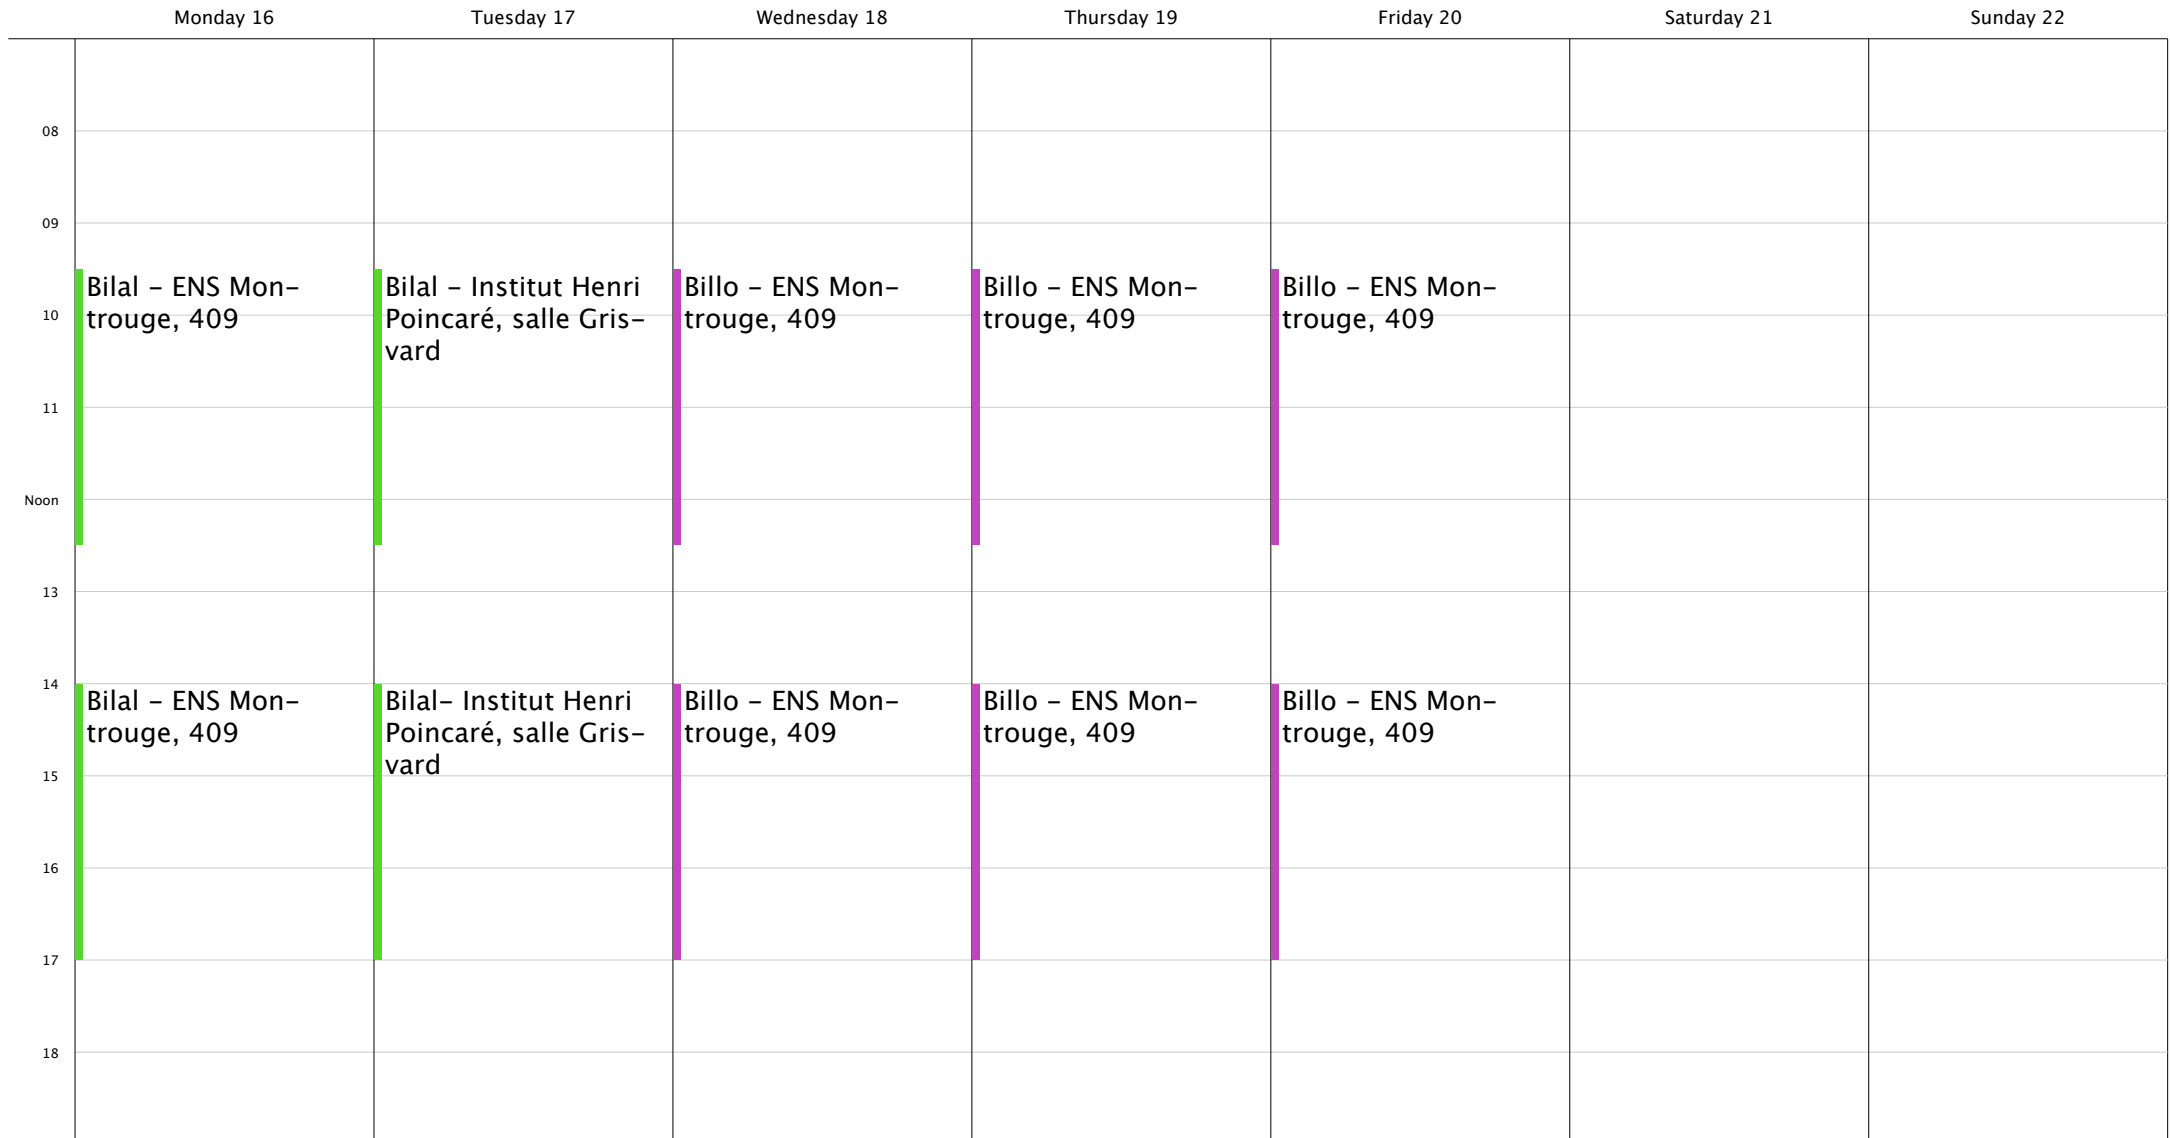 Monday 16
Tuesday 17
Wednesday 18
Thursday 19
Friday 20
Saturday 21
Sunday 22
08
09
Bilal – ENS Mon–
trouge, 409
Bilal – Institut Henri
Poincaré, salle Gris–
vard
Billo – ENS Mon–
trouge, 409
Billo – ENS Mon–
trouge, 409
Billo – ENS Mon–
trouge, 409
10
11
Noon
13
14
Bilal – ENS Mon–
trouge, 409
Bilal– Institut Henri
Poincaré, salle Gris–
vard
Billo – ENS Mon–
trouge, 409
Billo – ENS Mon–
trouge, 409
Billo – ENS Mon–
trouge, 409
15
16
17
18